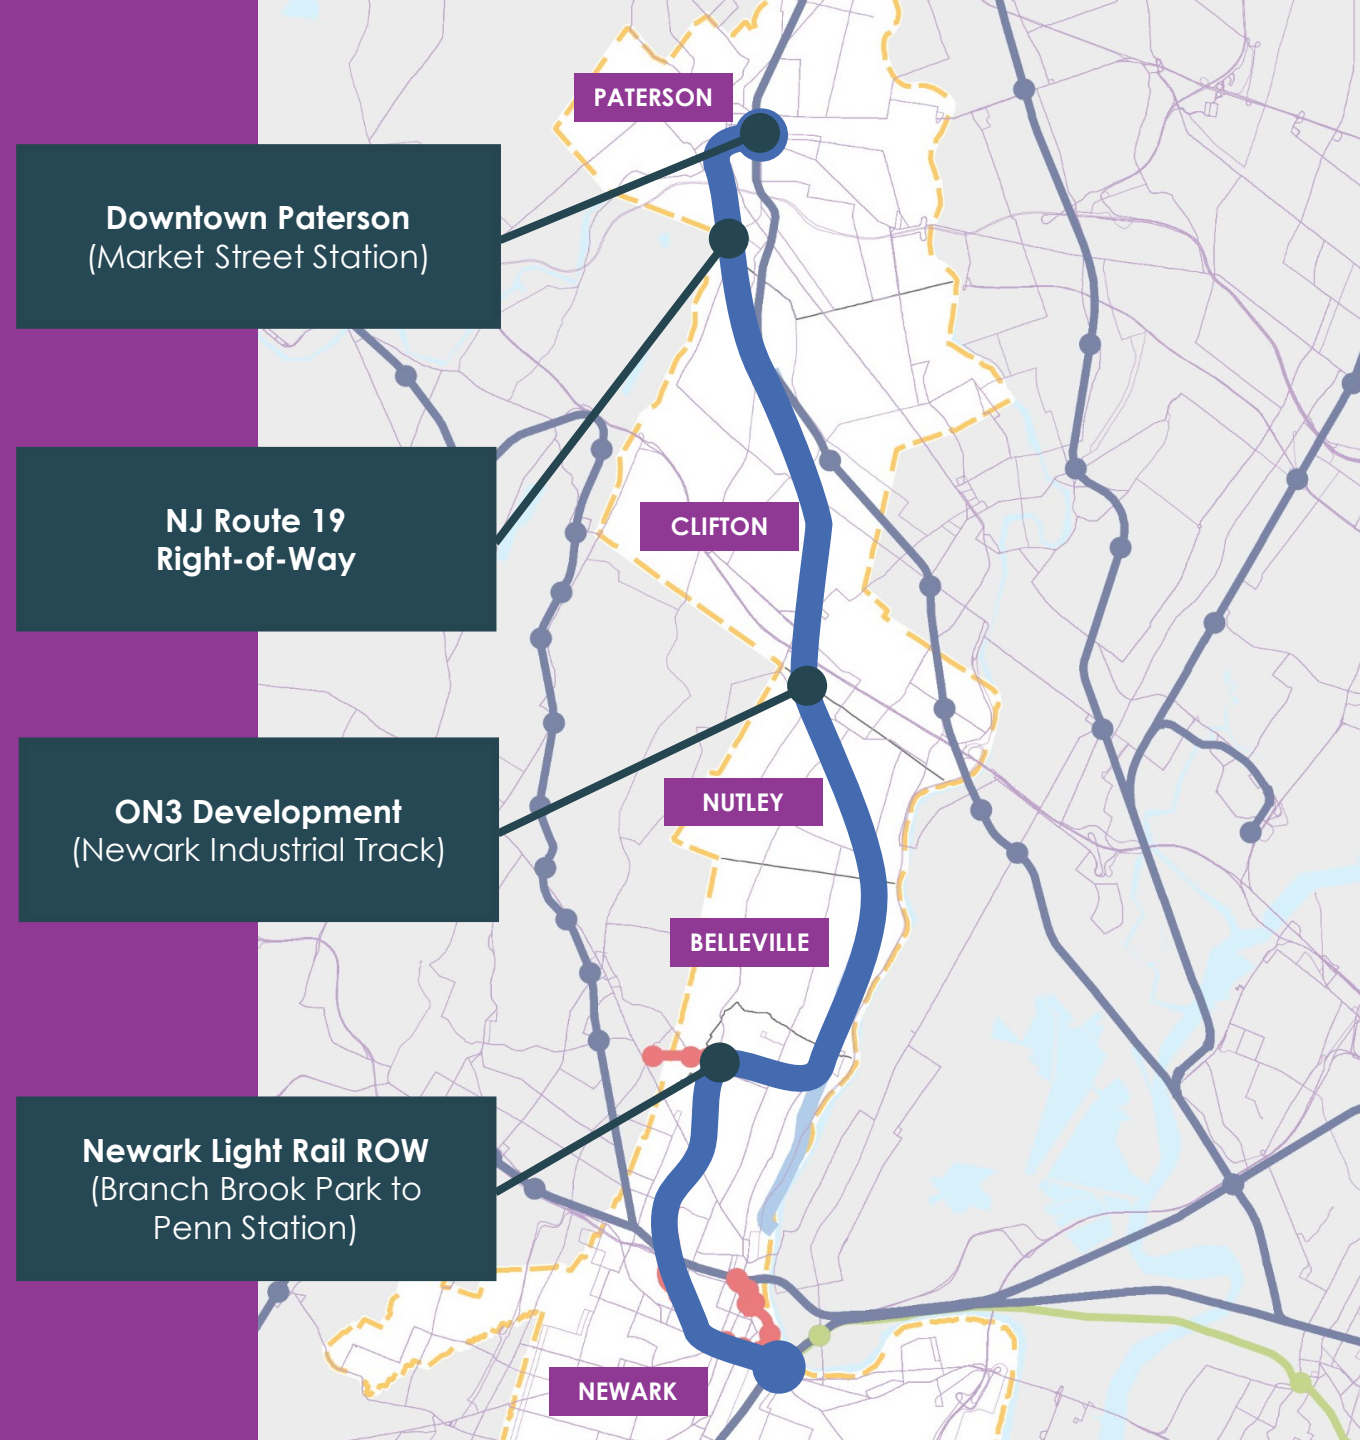 PATERSON
Downtown Paterson
(Market Street Station)
NJ Route 19
Right-of-Way
CLIFTON
ON3 Development
(Newark Industrial Track)
NUTLEY
BELLEVILLE
Newark Light Rail ROW
(Branch Brook Park to
Penn Station)
NEWARK